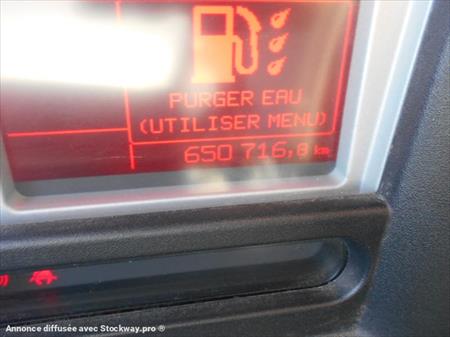 PURGER EAU
(UTILISER MENU)
650 716,8 km
Annonce diffusée avec Stockway.pro ®